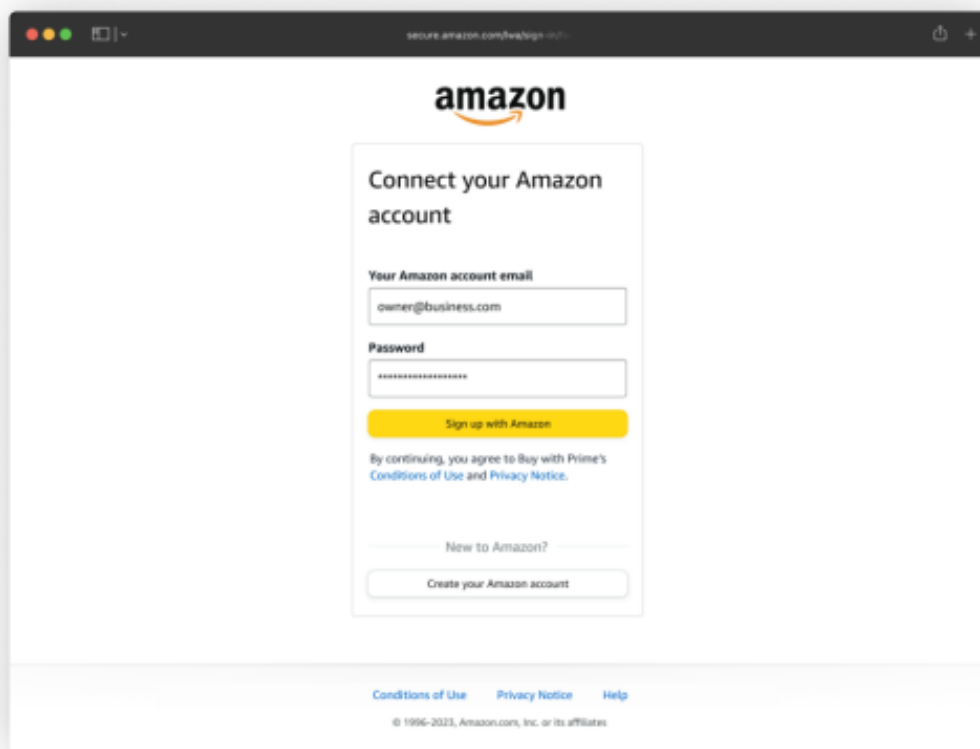 secure.amazon.com/lwa/sign-in/
amazon
Connect your Amazon
account
Your Amazon account email
owner@business.com
Password
Sign up with Amazon
By continuing, you agree to Buy with Prime's
Conditions of Use and Privacy Notice.
New to Amazon?
Create your Amazon account
Conditions of Use Privacy Notice Help
© 1996-2023, Amazon.com, Inc. or its affiliates